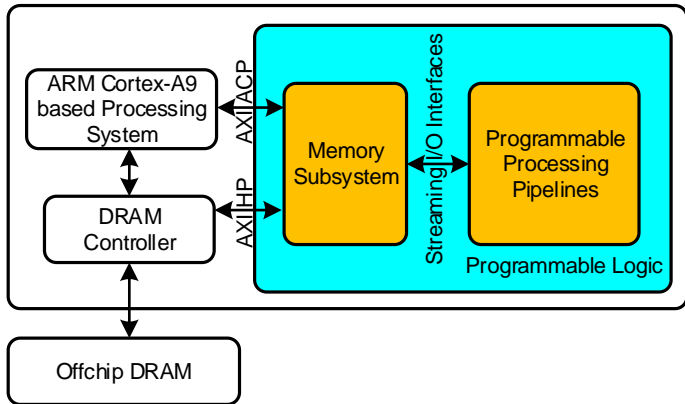 ARM Cortex-A9
based Processing
System
AXI ACP
DRAM
Controller
AXI HP
Memory
Subsystem
Streaming I/O Interfaces
Programmable
Processing
Pipelines
Programmable Logic
Offchip DRAM